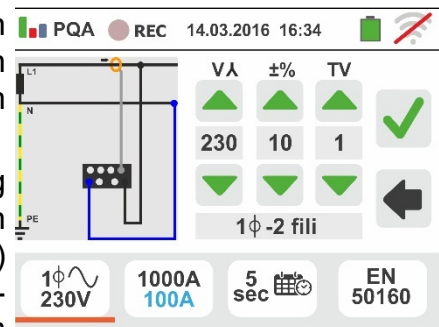 PQA REC 14.03.2016 16:34
L1
N
PE
V⅄ ±% TV
230 10 1
1ϕ-2 fili
1ϕ 230V
1000A 100A
5 sec
EN 50160